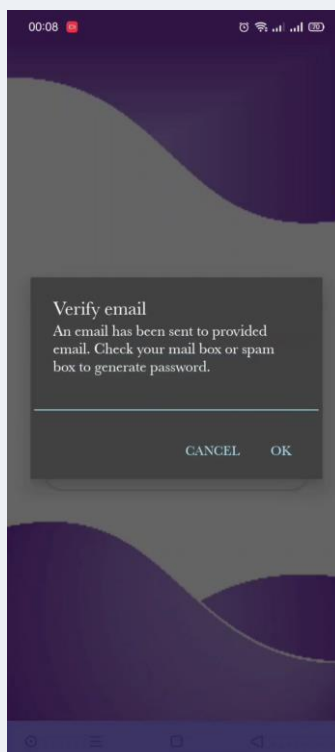 00:08
70
Verify email
An email has been sent to provided
email. Check your mail box or spam
box to generate password.
CANCEL OK